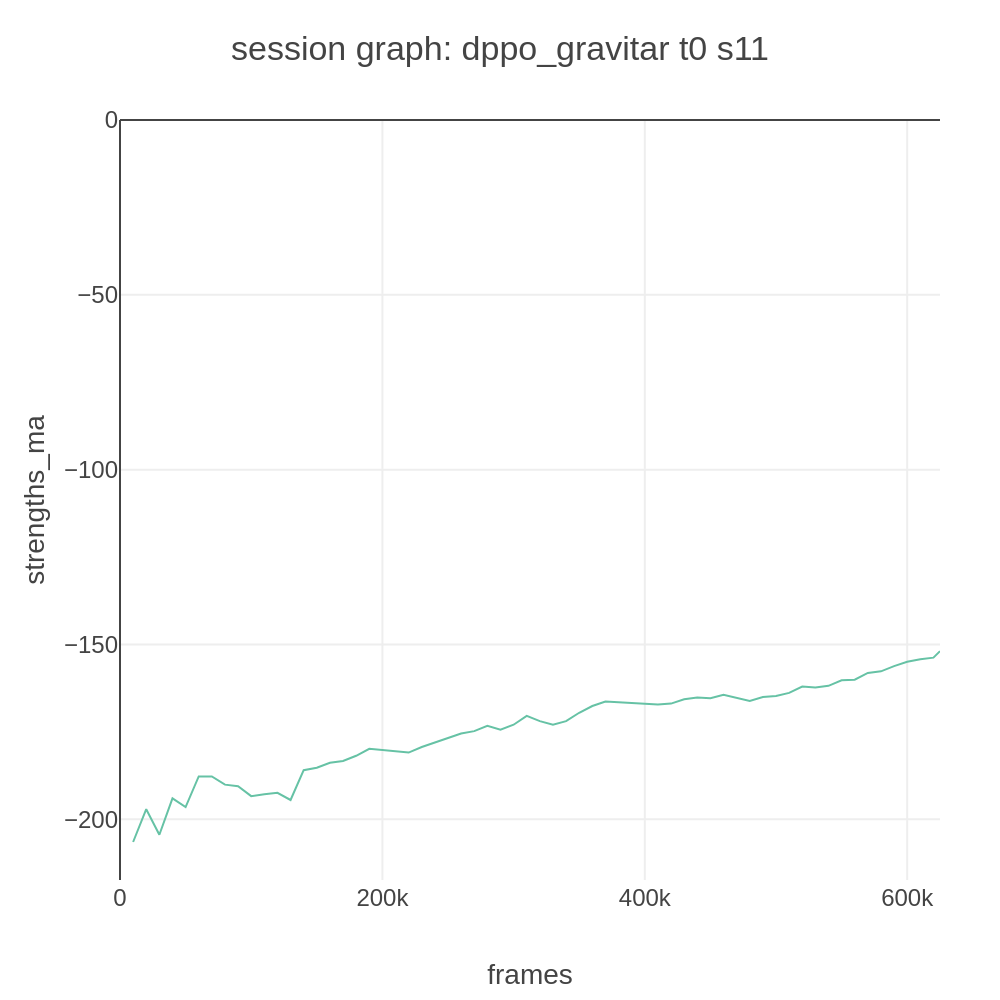 session graph: dppo_gravitar t0 s11
0
−50
−100
−150
−200
strengths_ma
0
200k
400k
600k
frames